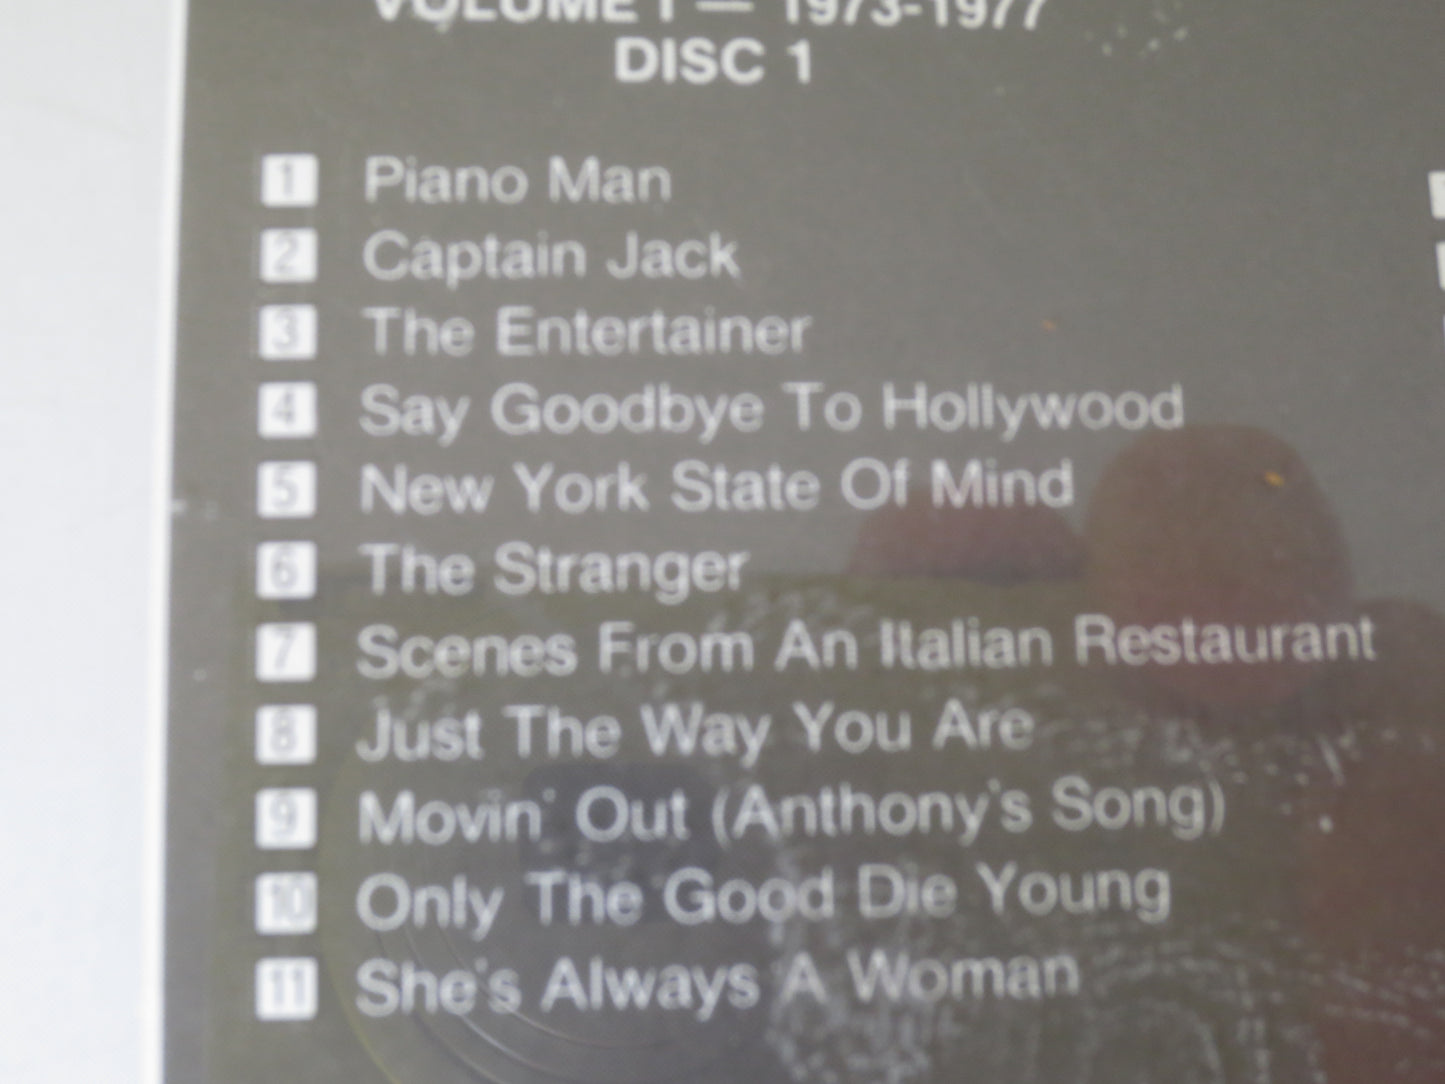 VOLUME I — 1973-1977
DISC 1
1 Piano Man
2 Captain Jack
3 The Entertainer
4 Say Goodbye To Hollywood
5 New York State Of Mind
6 The Stranger
7 Scenes From An Italian Restaurant
8 Just The Way You Are
9 Movin' Out (Anthony's Song)
10 Only The Good Die Young
11 She's Always A Woman